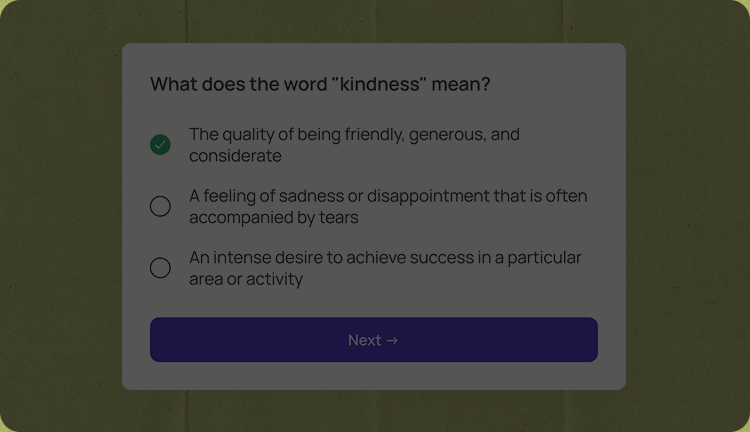 What does the word "kindness" mean?
The quality of being friendly, generous, and
considerate
A feeling of sadness or disappointment that is often
accompanied by tears
An intense desire to achieve success in a particular
area or activity
Next →